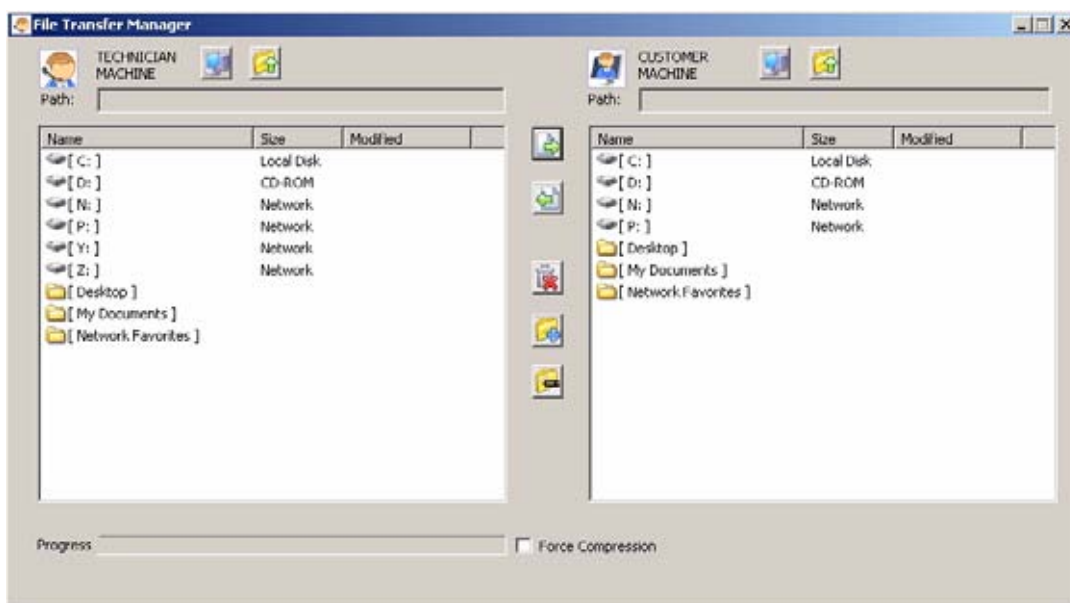 File Transfer Manager
TECHNICIAN
MACHINE
Path:
Name Size Modified
[ C: ] Local Disk
[ D: ] CD-ROM
[ N: ] Network
[ P: ] Network
[ Y: ] Network
[ Z: ] Network
[ Desktop ]
[ My Documents ]
[ Network Favorites ]
CUSTOMER
MACHINE
Path:
Name Size Modified
[ C: ] Local Disk
[ D: ] CD-ROM
[ N: ] Network
[ P: ] Network
[ Desktop ]
[ My Documents ]
[ Network Favorites ]
Progress
Force Compression